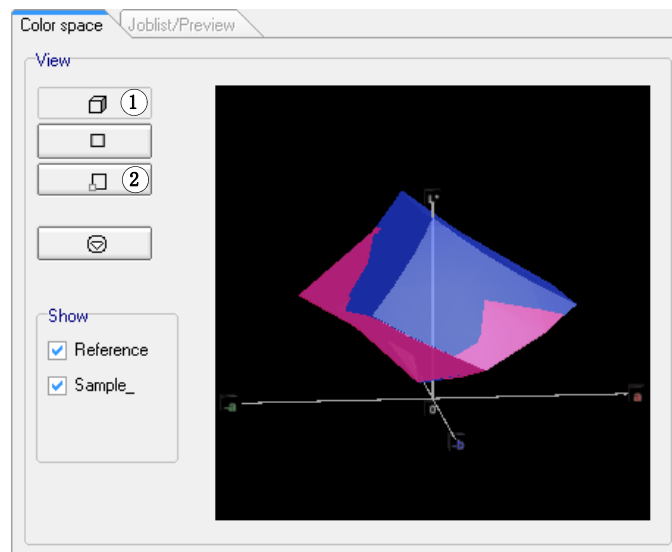 Color space
Joblist/Preview
View
①
②
Show
Reference
Sample_
L*
-a
a
0
-b